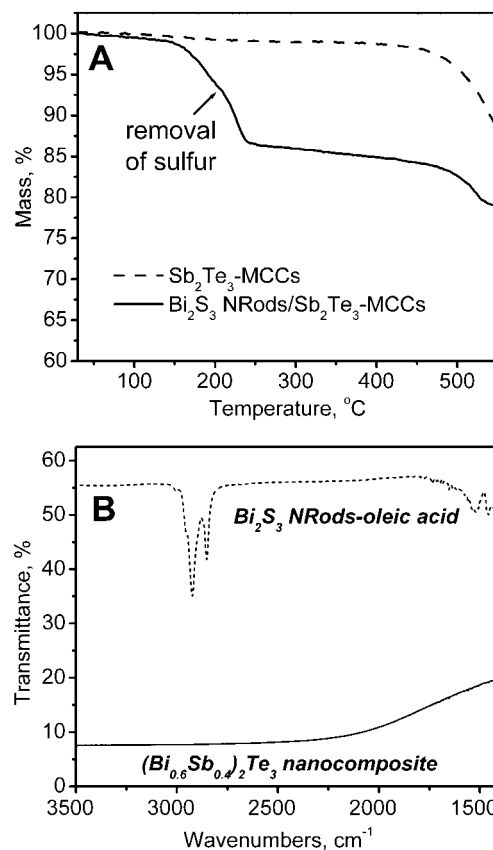 A
100
95
90
85
80
75
70
65
60
Mass, %
removal
of sulfur
Sb₂Te₃-MCCs
Bi₂S₃ NRods/Sb₂Te₃-MCCs
100 200 300 400 500
Temperature, °C
B
60
50
40
30
20
10
0
Transmittance, %
Bi₂S₃ NRods-oleic acid
(Bi₀.₆Sb₀.₄)₂Te₃ nanocomposite
3500 3000 2500 2000 1500
Wavenumbers, cm⁻¹